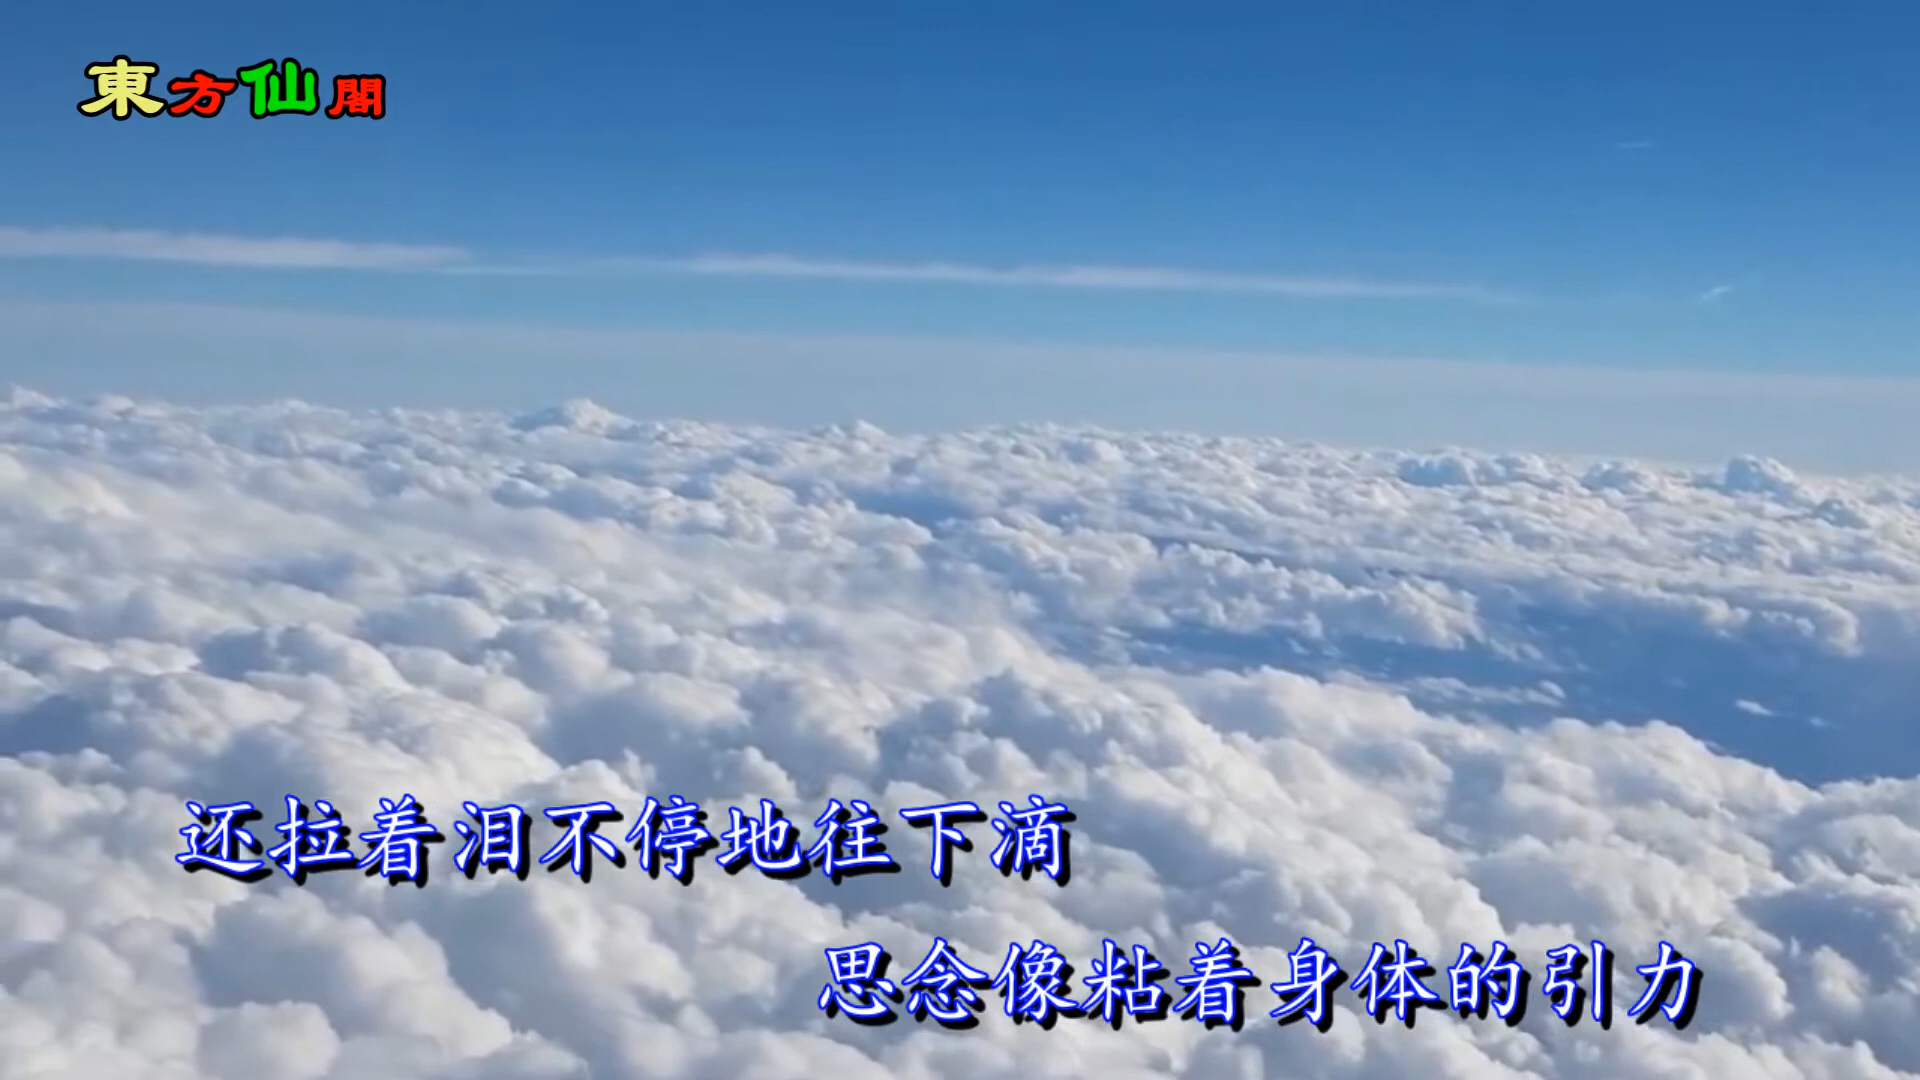 東方仙閣
还拉着泪不停地往下滴
思念像粘着身体的引力